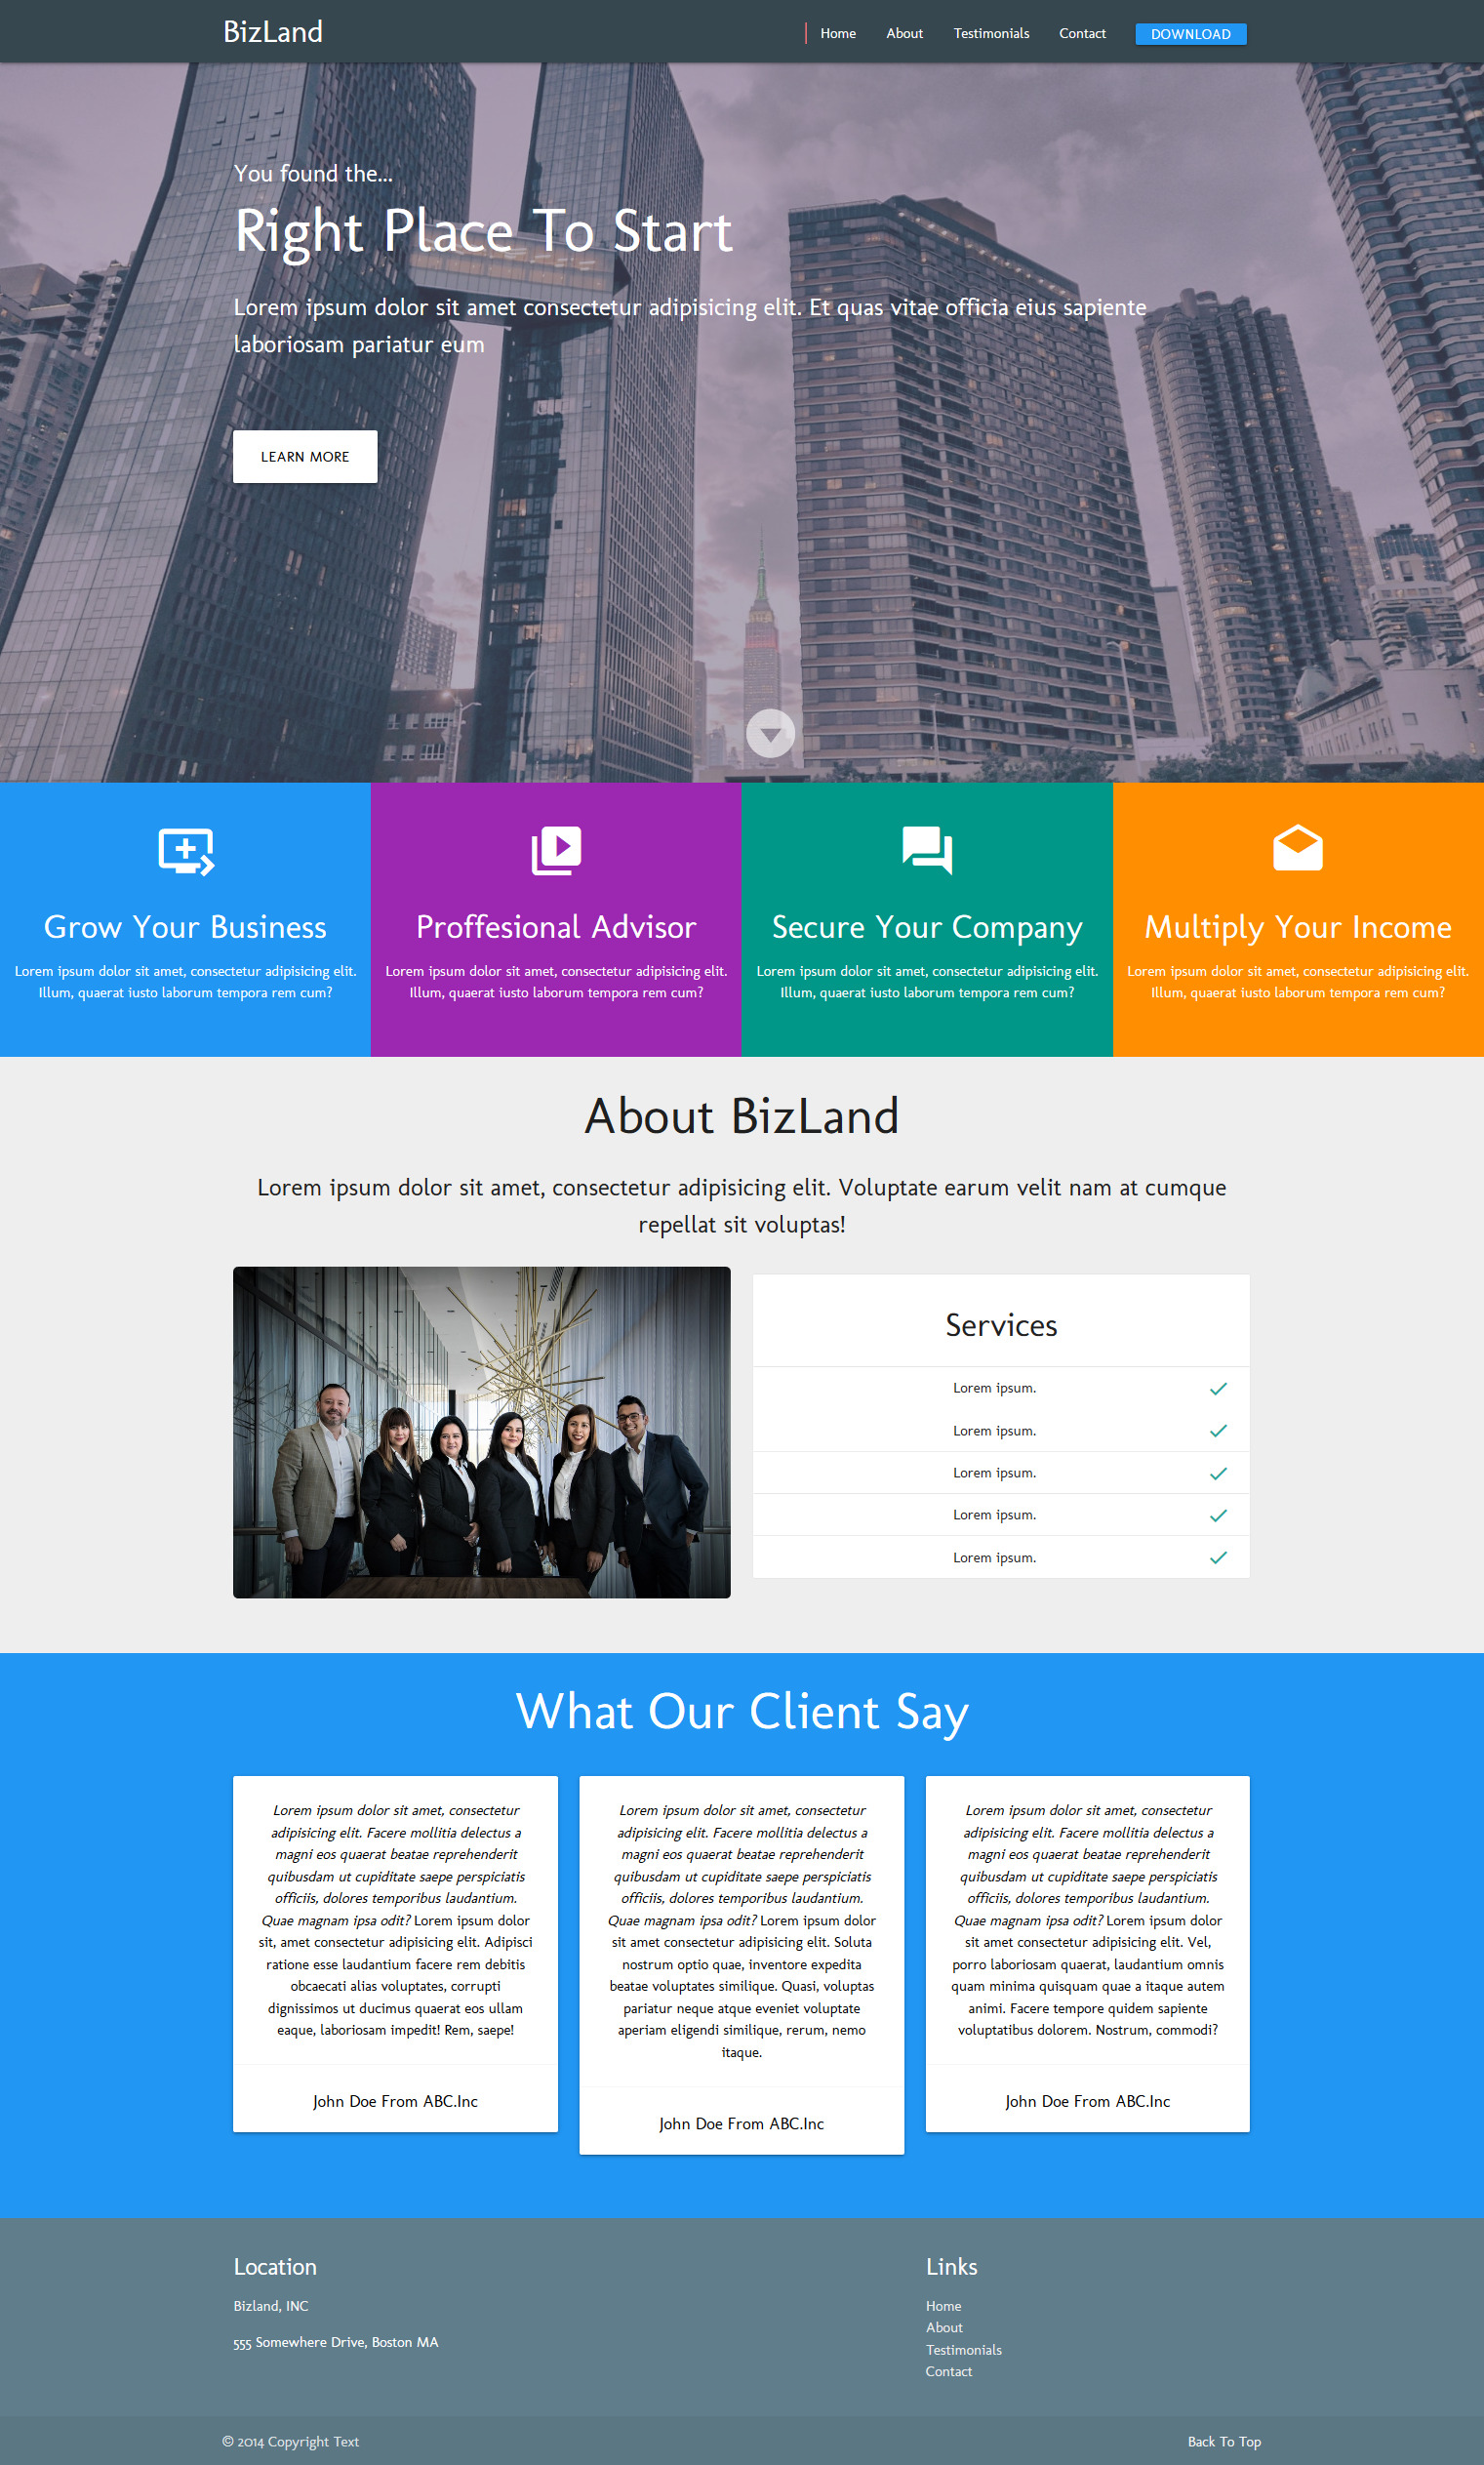 BizLand
Home About Testimonials Contact DOWNLOAD
You found the...
Right Place To Start
Lorem ipsum dolor sit amet consectetur adipisicing elit. Et quas vitae officia eius sapiente
laboriosam pariatur eum
LEARN MORE
Grow Your Business
Lorem ipsum dolor sit amet, consectetur adipisicing elit.
Illum, quaerat iusto laborum tempora rem cum?
Proffesional Advisor
Lorem ipsum dolor sit amet, consectetur adipisicing elit.
Illum, quaerat iusto laborum tempora rem cum?
Secure Your Company
Lorem ipsum dolor sit amet, consectetur adipisicing elit.
Illum, quaerat iusto laborum tempora rem cum?
Multiply Your Income
Lorem ipsum dolor sit amet, consectetur adipisicing elit.
Illum, quaerat iusto laborum tempora rem cum?
About BizLand
Lorem ipsum dolor sit amet, consectetur adipisicing elit. Voluptate earum velit nam at cumque
repellat sit voluptas!
Services
Lorem ipsum.
Lorem ipsum.
Lorem ipsum.
Lorem ipsum.
Lorem ipsum.
What Our Client Say
Lorem ipsum dolor sit amet, consectetur
adipisicing elit. Facere mollitia delectus a
magni eos quaerat beatae reprehenderit
quibusdam ut cupiditate saepe perspiciatis
officiis, dolores temporibus laudantium.
Quae magnam ipsa odit? Lorem ipsum dolor
sit, amet consectetur adipisicing elit. Adipisci
ratione esse laudantium facere rem debitis
obcaecati alias voluptates, corrupti
dignissimos ut ducimus quaerat eos ullam
eaque, laboriosam impedit! Rem, saepe!
John Doe From ABC.Inc
Lorem ipsum dolor sit amet, consectetur
adipisicing elit. Facere mollitia delectus a
magni eos quaerat beatae reprehenderit
quibusdam ut cupiditate saepe perspiciatis
officiis, dolores temporibus laudantium.
Quae magnam ipsa odit? Lorem ipsum dolor
sit amet consectetur adipisicing elit. Soluta
nostrum optio quae, inventore expedita
beatae voluptates similique. Quasi, voluptas
pariatur neque atque eveniet voluptate
aperiam eligendi similique, rerum, nemo
itaque.
John Doe From ABC.Inc
Lorem ipsum dolor sit amet, consectetur
adipisicing elit. Facere mollitia delectus a
magni eos quaerat beatae reprehenderit
quibusdam ut cupiditate saepe perspiciatis
officiis, dolores temporibus laudantium.
Quae magnam ipsa odit? Lorem ipsum dolor
sit amet consectetur adipisicing elit. Vel,
porro laboriosam quaerat, laudantium omnis
quam minima quisquam quae a itaque autem
animi. Facere tempore quidem sapiente
voluptatibus dolorem. Nostrum, commodi?
John Doe From ABC.Inc
Location
Bizland, INC
555 Somewhere Drive, Boston MA
Links
Home
About
Testimonials
Contact
© 2014 Copyright Text
Back To Top